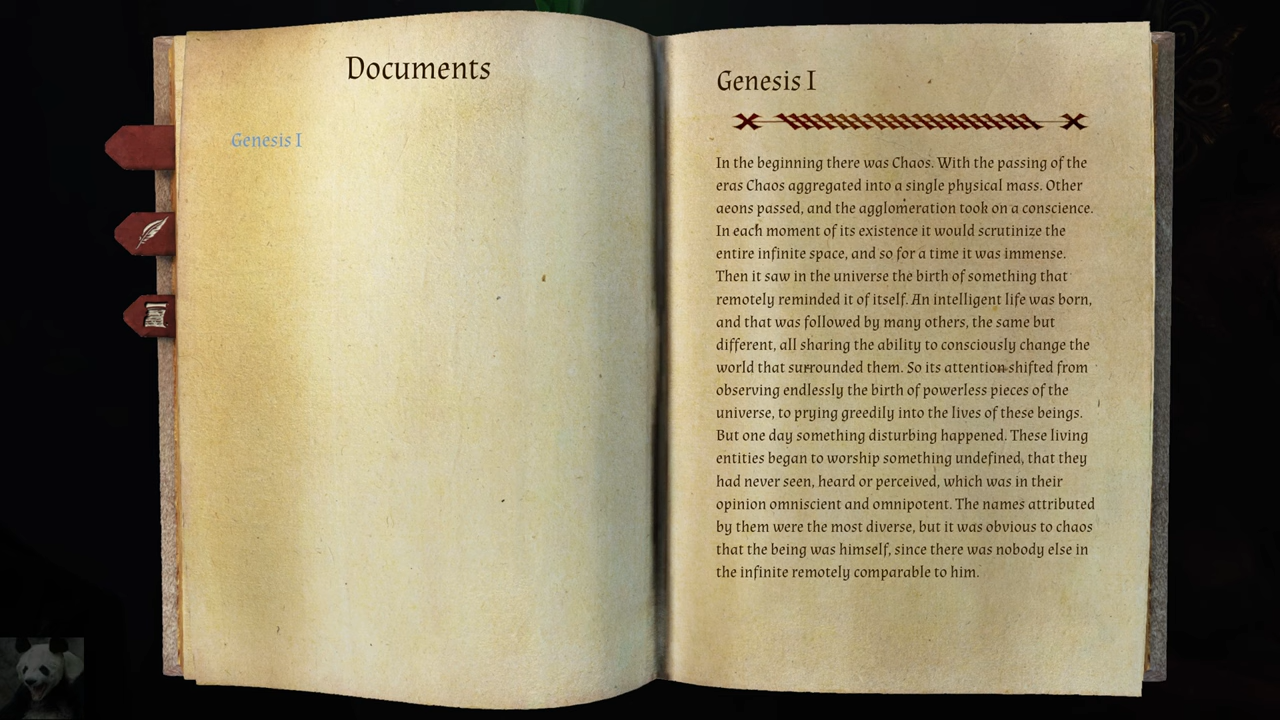 Documents
Genesis I
Genesis I
In the beginning there was Chaos. With the passing of the
eras Chaos aggregated into a single physical mass. Other
aeons passed, and the agglomeration took on a conscience.
In each moment of its existence it would scrutinize the
entire infinite space, and so for a time it was immense.
Then it saw in the universe the birth of something that
remotely reminded it of itself. An intelligent life was born,
and that was followed by many others, the same but
different, all sharing the ability to consciously change the
world that surrounded them. So its attention shifted from
observing endlessly the birth of powerless pieces of the
universe, to prying greedily into the lives of these beings.
But one day something disturbing happened. These living
entities began to worship something undefined, that they
had never seen, heard or perceived, which was in their
opinion omniscient and omnipotent. The names attributed
by them were the most diverse, but it was obvious to chaos
that the being was himself, since there was nobody else in
the infinite remotely comparable to him.